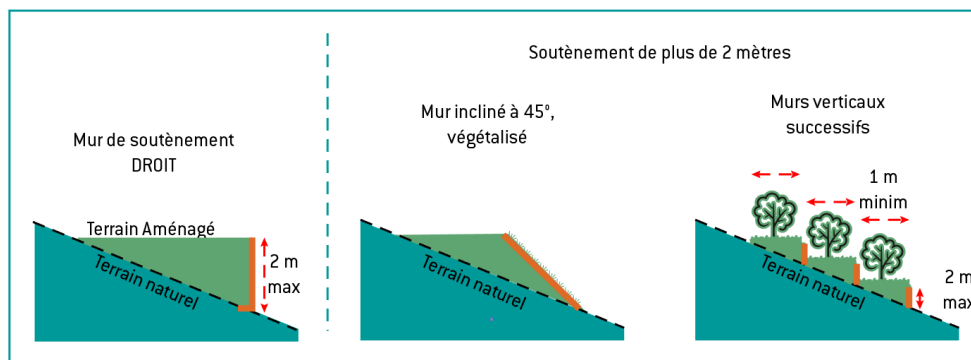 Soutènement de plus de 2 mètres
Mur de soutènement
DROIT
Mur incliné à 45°,
végétalisé
Murs verticaux
successifs
Terrain Aménagé
Terrain naturel
2 m
max
Terrain naturel
1 m
minim
Terrain naturel
2 m
max